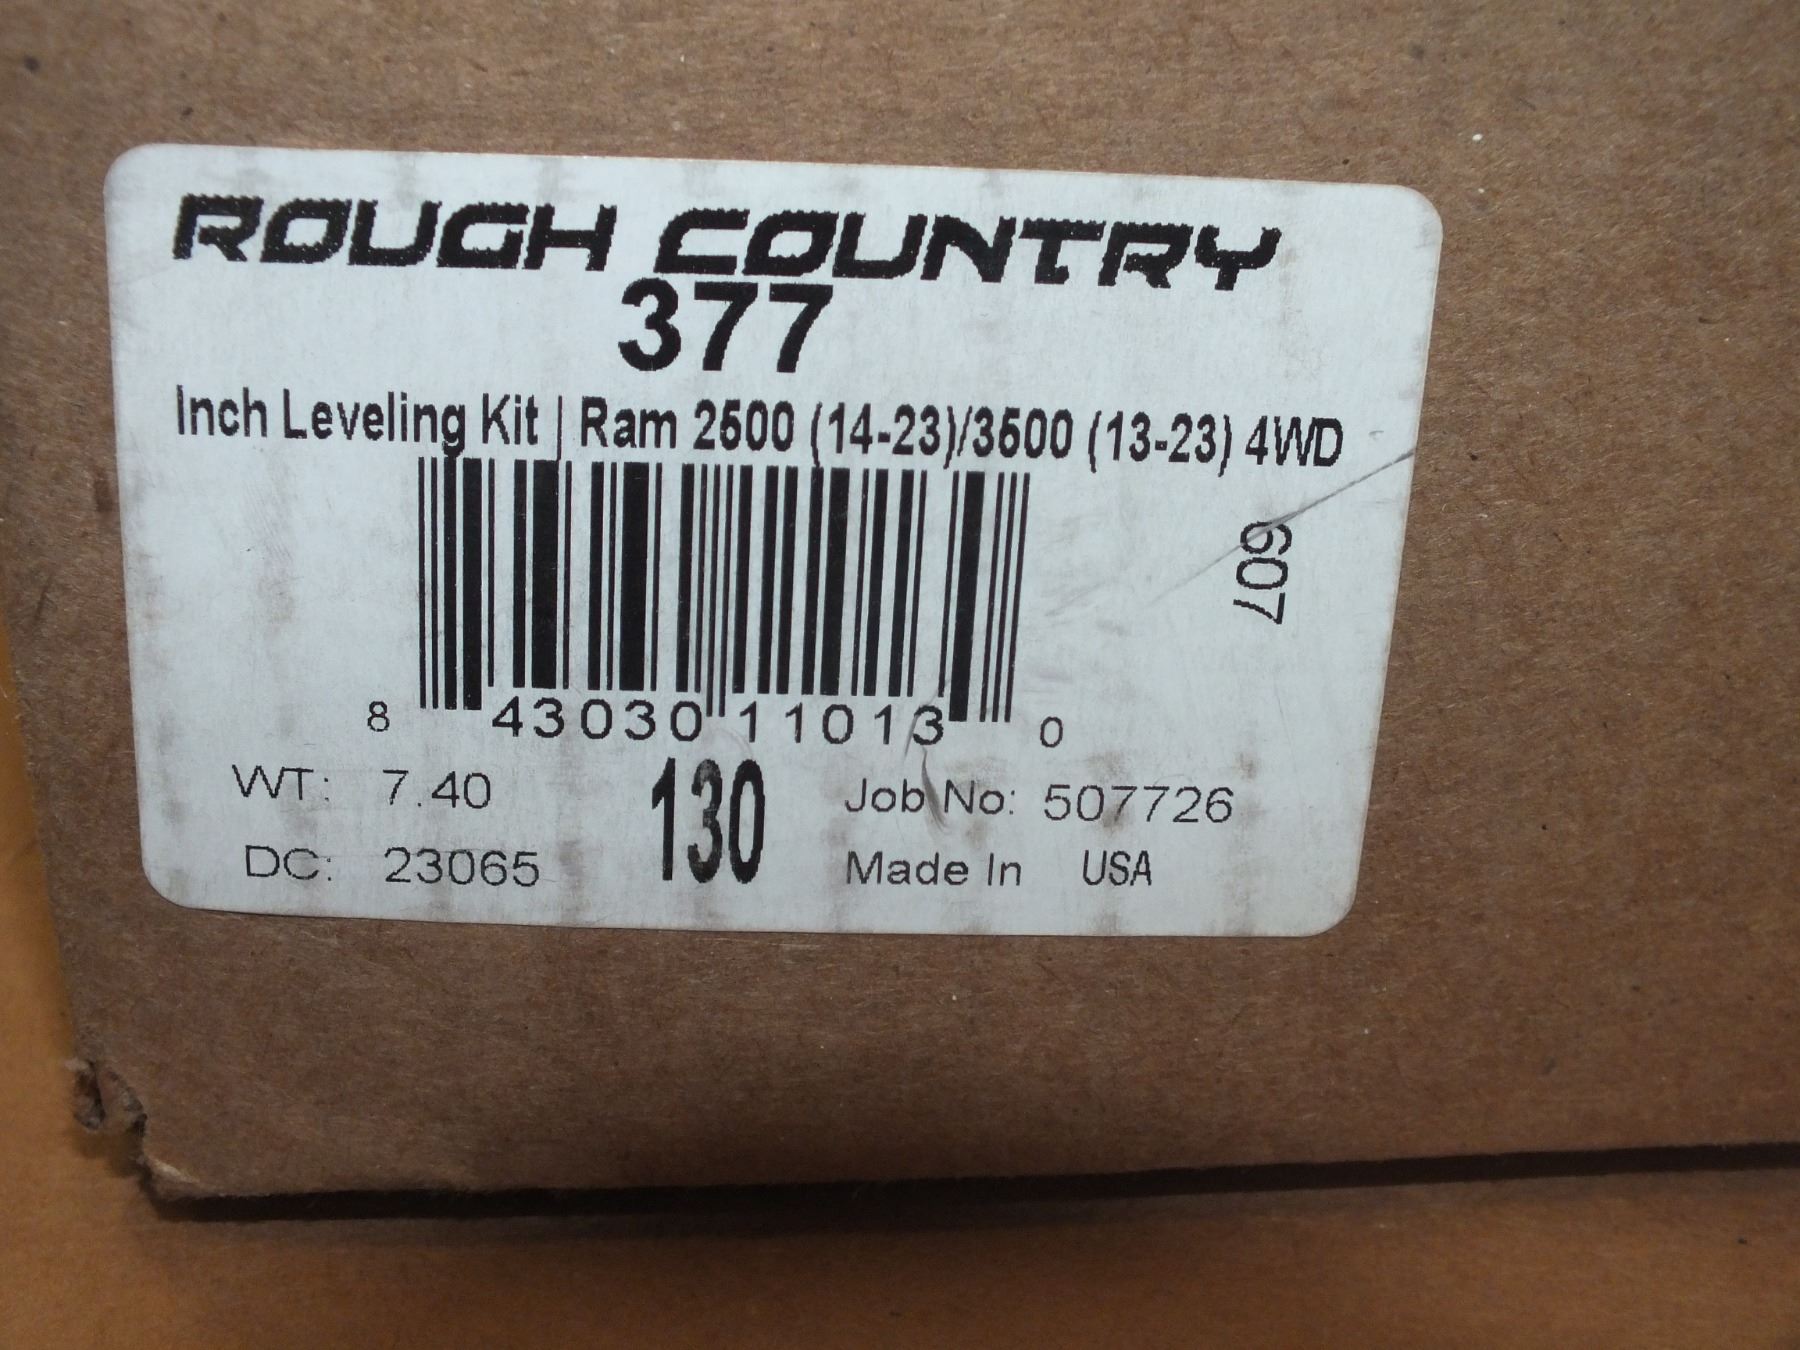 ROUGH COUNTRY
377
Inch Leveling Kit | Ram 2500 (14-23)/3500 (13-23) 4WD
607
8 43030 11013 0
WT: 7.40
130
Job No: 507726
DC: 23065
Made In USA